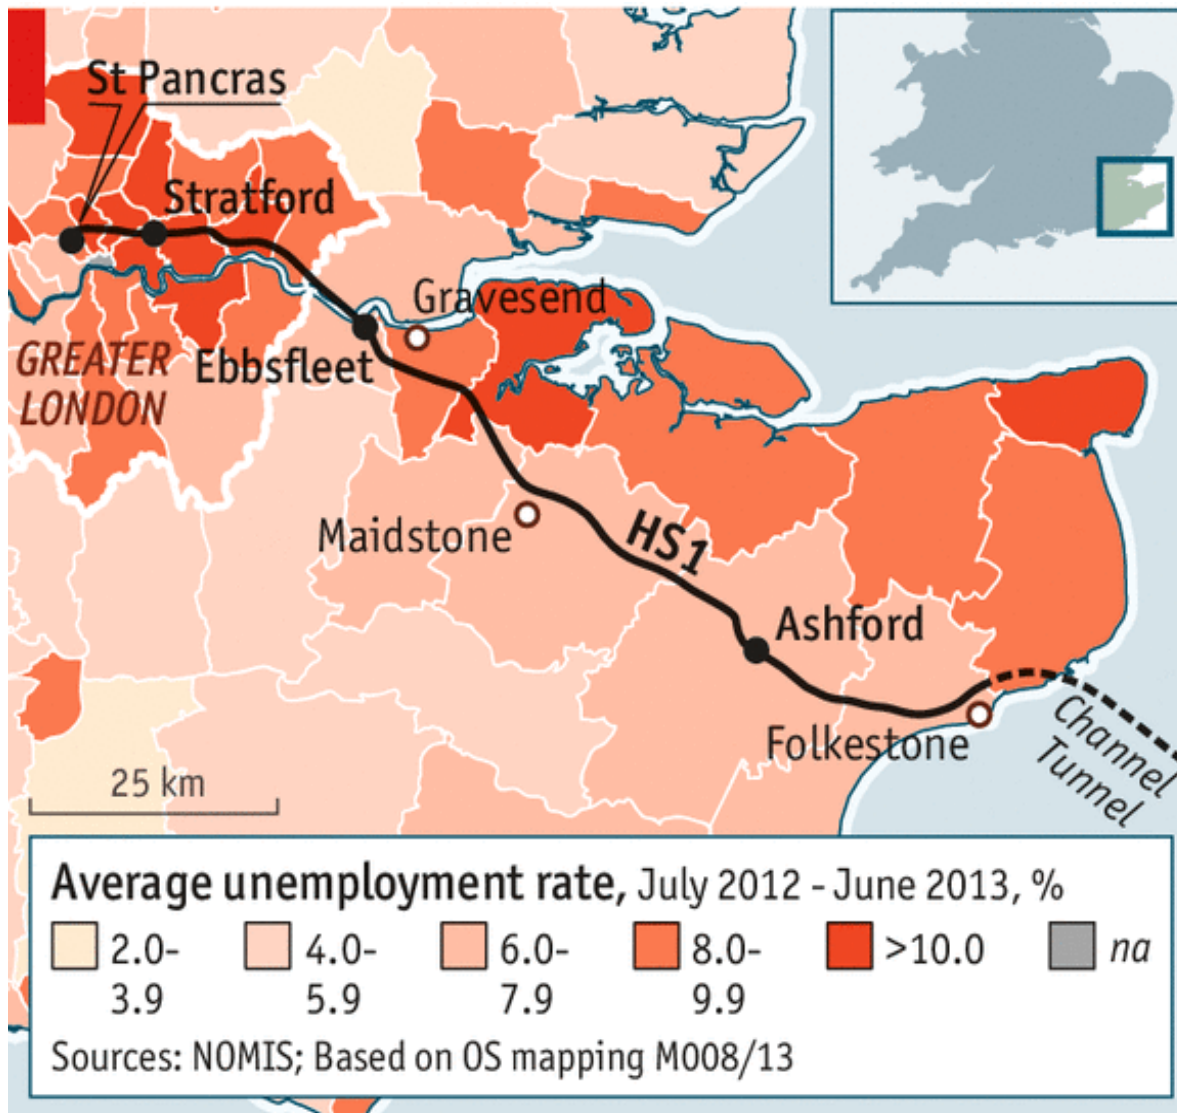 St Pancras
Stratford
Gravesend
Ebbsfleet
GREATER
LONDON
Maidstone
HS1
Ashford
Folkestone
Channel
Tunnel
25 km
Average unemployment rate, July 2012 - June 2013, %
2.0-
3.9
4.0-
5.9
6.0-
7.9
8.0-
9.9
>10.0
na
Sources: NOMIS; Based on OS mapping M008/13